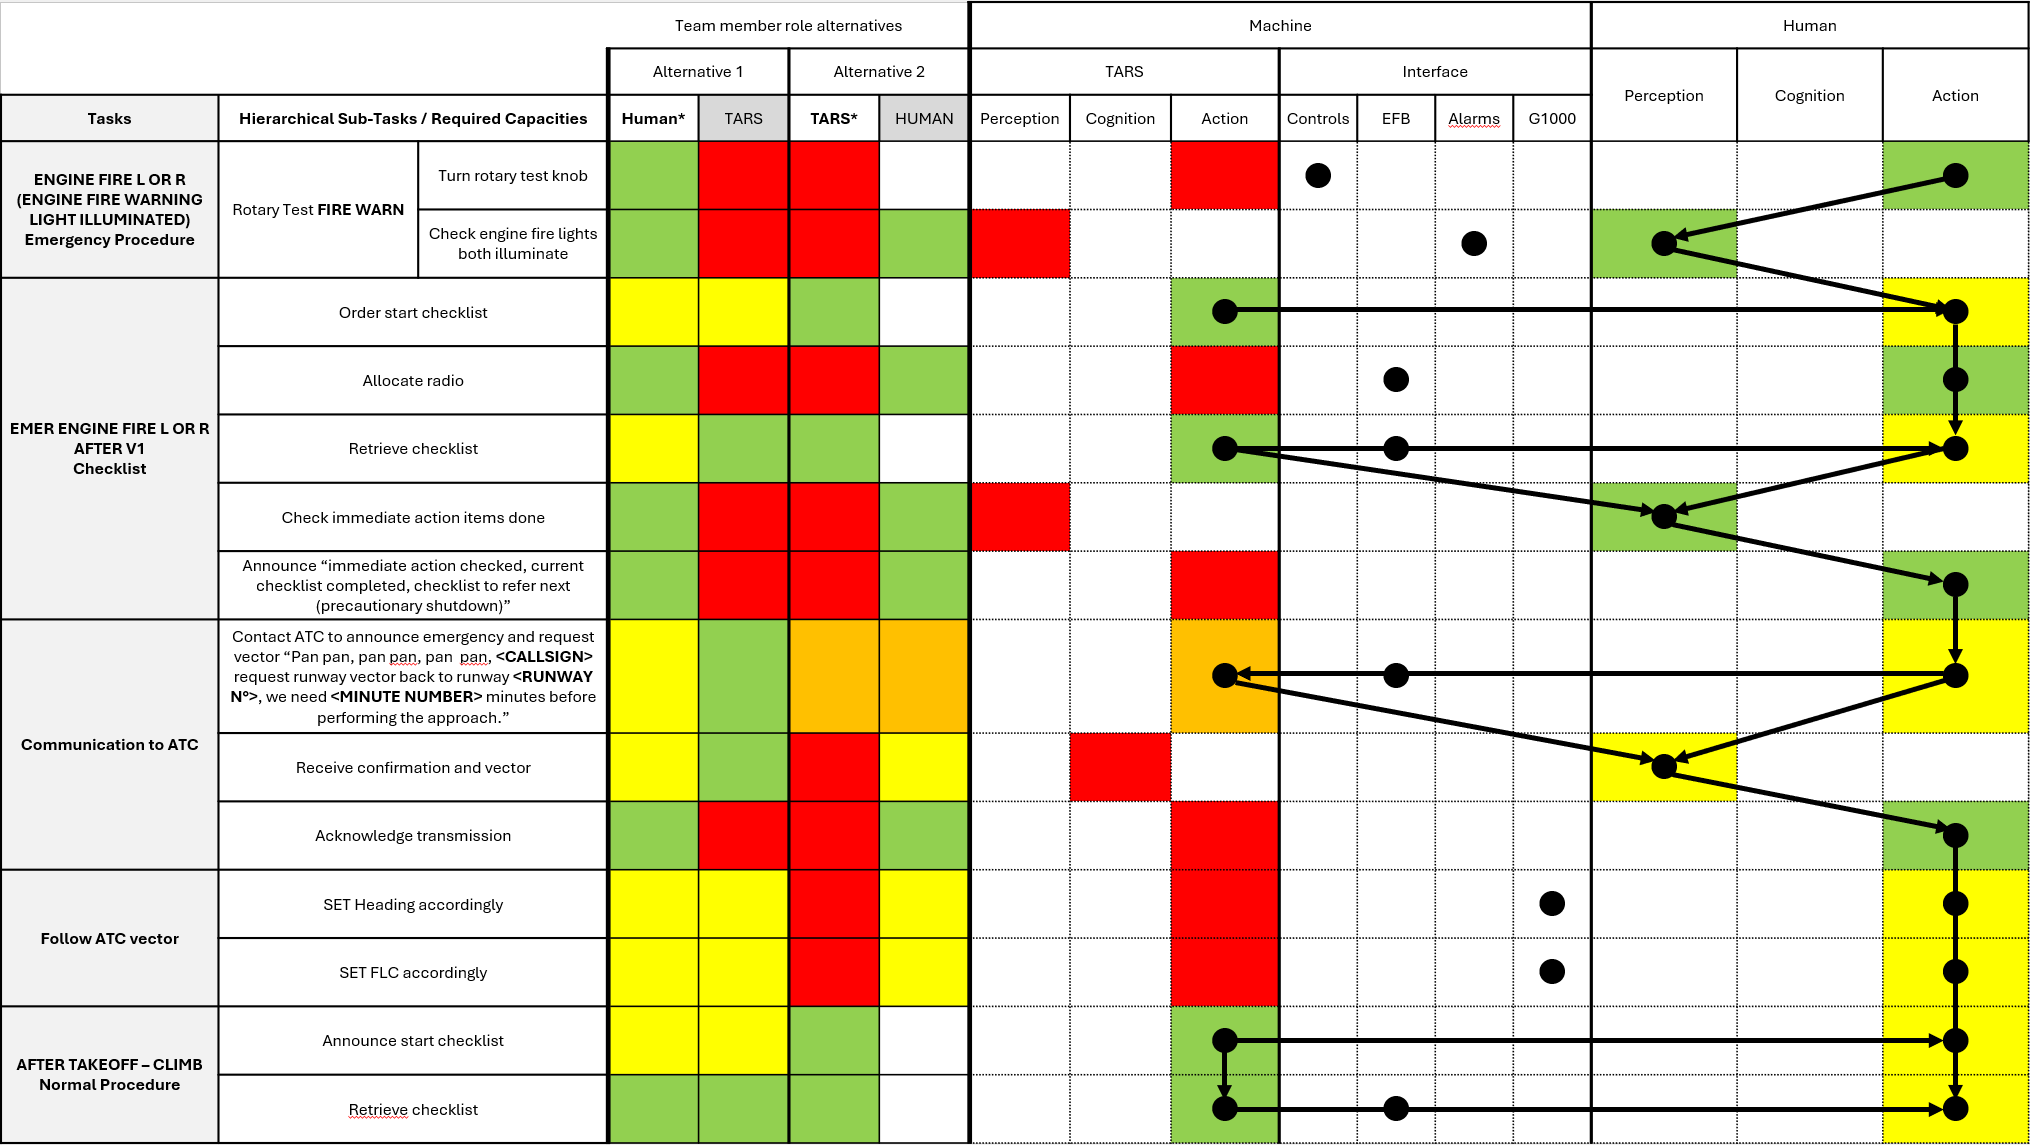 Team member role alternatives
Machine
Human
Alternative 1
Alternative 2
TARS
Interface
Perception
Cognition
Action
Tasks
Hierarchical Sub-Tasks / Required Capacities
Human*
TARS
TARS*
HUMAN
Perception
Cognition
Action
Controls
EFB
Alarms
G1000
ENGINE FIRE L OR R
(ENGINE FIRE WARNING
LIGHT ILLUMINATED)
Emergency Procedure
Rotary Test FIRE WARN
Turn rotary test knob
Check engine fire lights
both illuminate
EMER ENGINE FIRE L OR R
AFTER V1
Checklist
Order start checklist
Allocate radio
Retrieve checklist
Check immediate action items done
Announce “immediate action checked, current
checklist completed, checklist to refer next
(precautionary shutdown)”
Communication to ATC
Contact ATC to announce emergency and request
vector “Pan pan, pan pan, pan  pan, <CALLSIGN>
request runway vector back to runway <RUNWAY
N°>, we need <MINUTE NUMBER> minutes before
performing the approach.”
Receive confirmation and vector
Acknowledge transmission
Follow ATC vector
SET Heading accordingly
SET FLC accordingly
AFTER TAKEOFF – CLIMB
Normal Procedure
Announce start checklist
Retrieve checklist